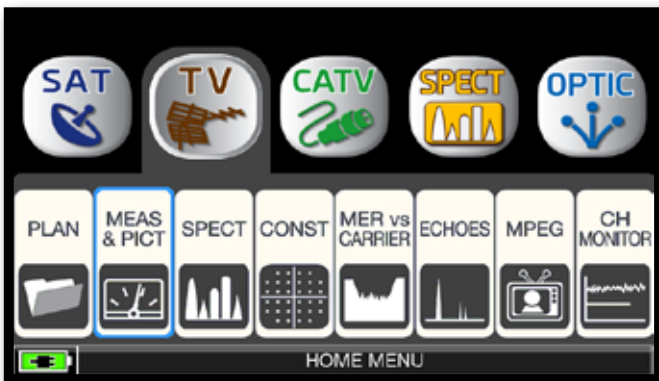 SAT
TV
CATV
SPECT
OPTIC
PLAN
MEAS
& PICT
SPECT
CONST
MER vs
CARRIER
ECHOES
MPEG
CH
MONITOR
HOME MENU